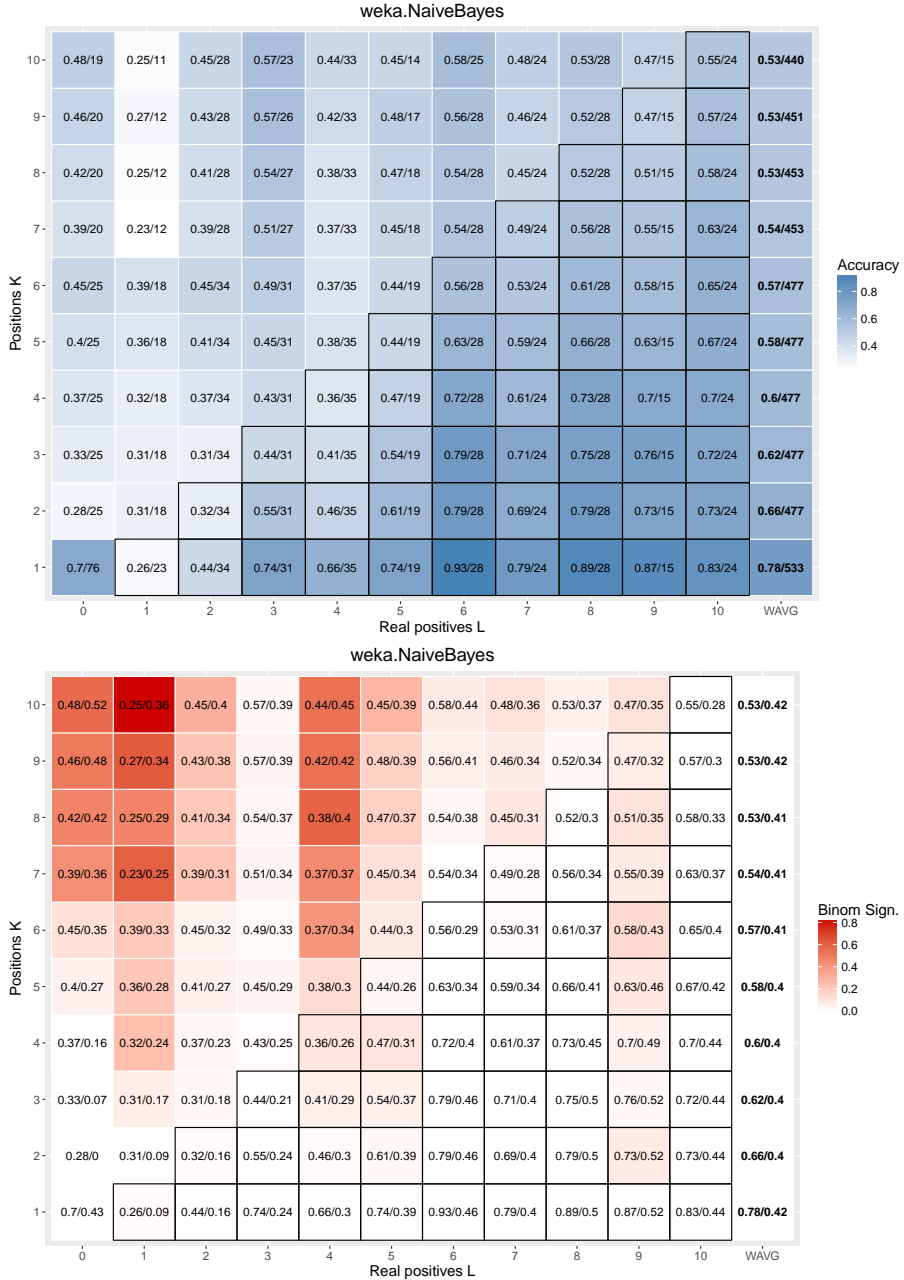 weka.NaiveBayes
10 0.48/19 0.25/11 0.45/28 0.57/23 0.44/33 0.45/14 0.58/25 0.48/24 0.53/28 0.47/15 0.55/24 0.53/440
9 0.46/20 0.27/12 0.43/28 0.57/26 0.42/33 0.48/17 0.56/28 0.46/24 0.52/28 0.47/15 0.57/24 0.53/451
8 0.42/20 0.25/12 0.41/28 0.54/27 0.38/33 0.47/18 0.54/28 0.45/24 0.52/28 0.51/15 0.58/24 0.53/453
7 0.39/20 0.23/12 0.39/28 0.51/27 0.37/33 0.45/18 0.54/28 0.49/24 0.56/28 0.55/15 0.63/24 0.54/453
6 0.45/25 0.39/18 0.45/34 0.49/31 0.37/35 0.44/19 0.56/28 0.53/24 0.61/28 0.58/15 0.65/24 0.57/477
5 0.4/25 0.36/18 0.41/34 0.45/31 0.38/35 0.44/19 0.63/28 0.59/24 0.66/28 0.63/15 0.67/24 0.58/477
4 0.37/25 0.32/18 0.37/34 0.43/31 0.36/35 0.47/19 0.72/28 0.61/24 0.73/28 0.7/15 0.7/24 0.6/477
3 0.33/25 0.31/18 0.31/34 0.44/31 0.41/35 0.54/19 0.79/28 0.71/24 0.75/28 0.76/15 0.72/24 0.62/477
2 0.28/25 0.31/18 0.32/34 0.55/31 0.46/35 0.61/19 0.79/28 0.69/24 0.79/28 0.73/15 0.73/24 0.66/477
1 0.7/76 0.26/23 0.44/34 0.74/31 0.66/35 0.74/19 0.93/28 0.79/24 0.89/28 0.87/15 0.83/24 0.78/533
0 1 2 3 4 5 6 7 8 9 10 WAVG
Real positives L
Positions K
Accuracy
0.8
0.6
0.4
weka.NaiveBayes
10 0.48/0.52 0.25/0.36 0.45/0.4 0.57/0.39 0.44/0.45 0.45/0.39 0.58/0.44 0.48/0.36 0.53/0.37 0.47/0.35 0.55/0.28 0.53/0.42
9 0.46/0.48 0.27/0.34 0.43/0.38 0.57/0.39 0.42/0.42 0.48/0.39 0.56/0.41 0.46/0.34 0.52/0.34 0.47/0.32 0.57/0.3 0.53/0.42
8 0.42/0.42 0.25/0.29 0.41/0.34 0.54/0.37 0.38/0.4 0.47/0.37 0.54/0.38 0.45/0.31 0.52/0.3 0.51/0.35 0.58/0.33 0.53/0.41
7 0.39/0.36 0.23/0.25 0.39/0.31 0.51/0.34 0.37/0.37 0.45/0.34 0.54/0.34 0.49/0.28 0.56/0.34 0.55/0.39 0.63/0.37 0.54/0.41
6 0.45/0.35 0.39/0.33 0.45/0.32 0.49/0.33 0.37/0.34 0.44/0.3 0.56/0.29 0.53/0.31 0.61/0.37 0.58/0.43 0.65/0.4 0.57/0.41
5 0.4/0.27 0.36/0.28 0.41/0.27 0.45/0.29 0.38/0.3 0.44/0.26 0.63/0.34 0.59/0.34 0.66/0.41 0.63/0.46 0.67/0.42 0.58/0.4
4 0.37/0.16 0.32/0.24 0.37/0.23 0.43/0.25 0.36/0.26 0.47/0.31 0.72/0.4 0.61/0.37 0.73/0.45 0.7/0.49 0.7/0.44 0.6/0.4
3 0.33/0.07 0.31/0.17 0.31/0.18 0.44/0.21 0.41/0.29 0.54/0.37 0.79/0.46 0.71/0.4 0.75/0.5 0.76/0.52 0.72/0.44 0.62/0.4
2 0.28/0 0.31/0.09 0.32/0.16 0.55/0.24 0.46/0.3 0.61/0.39 0.79/0.46 0.69/0.4 0.79/0.5 0.73/0.52 0.73/0.44 0.66/0.4
1 0.7/0.43 0.26/0.09 0.44/0.16 0.74/0.24 0.66/0.3 0.74/0.39 0.93/0.46 0.79/0.4 0.89/0.5 0.87/0.52 0.83/0.44 0.78/0.42
0 1 2 3 4 5 6 7 8 9 10 WAVG
Real positives L
Positions K
Binom Sign.
0.8
0.6
0.4
0.2
0.0